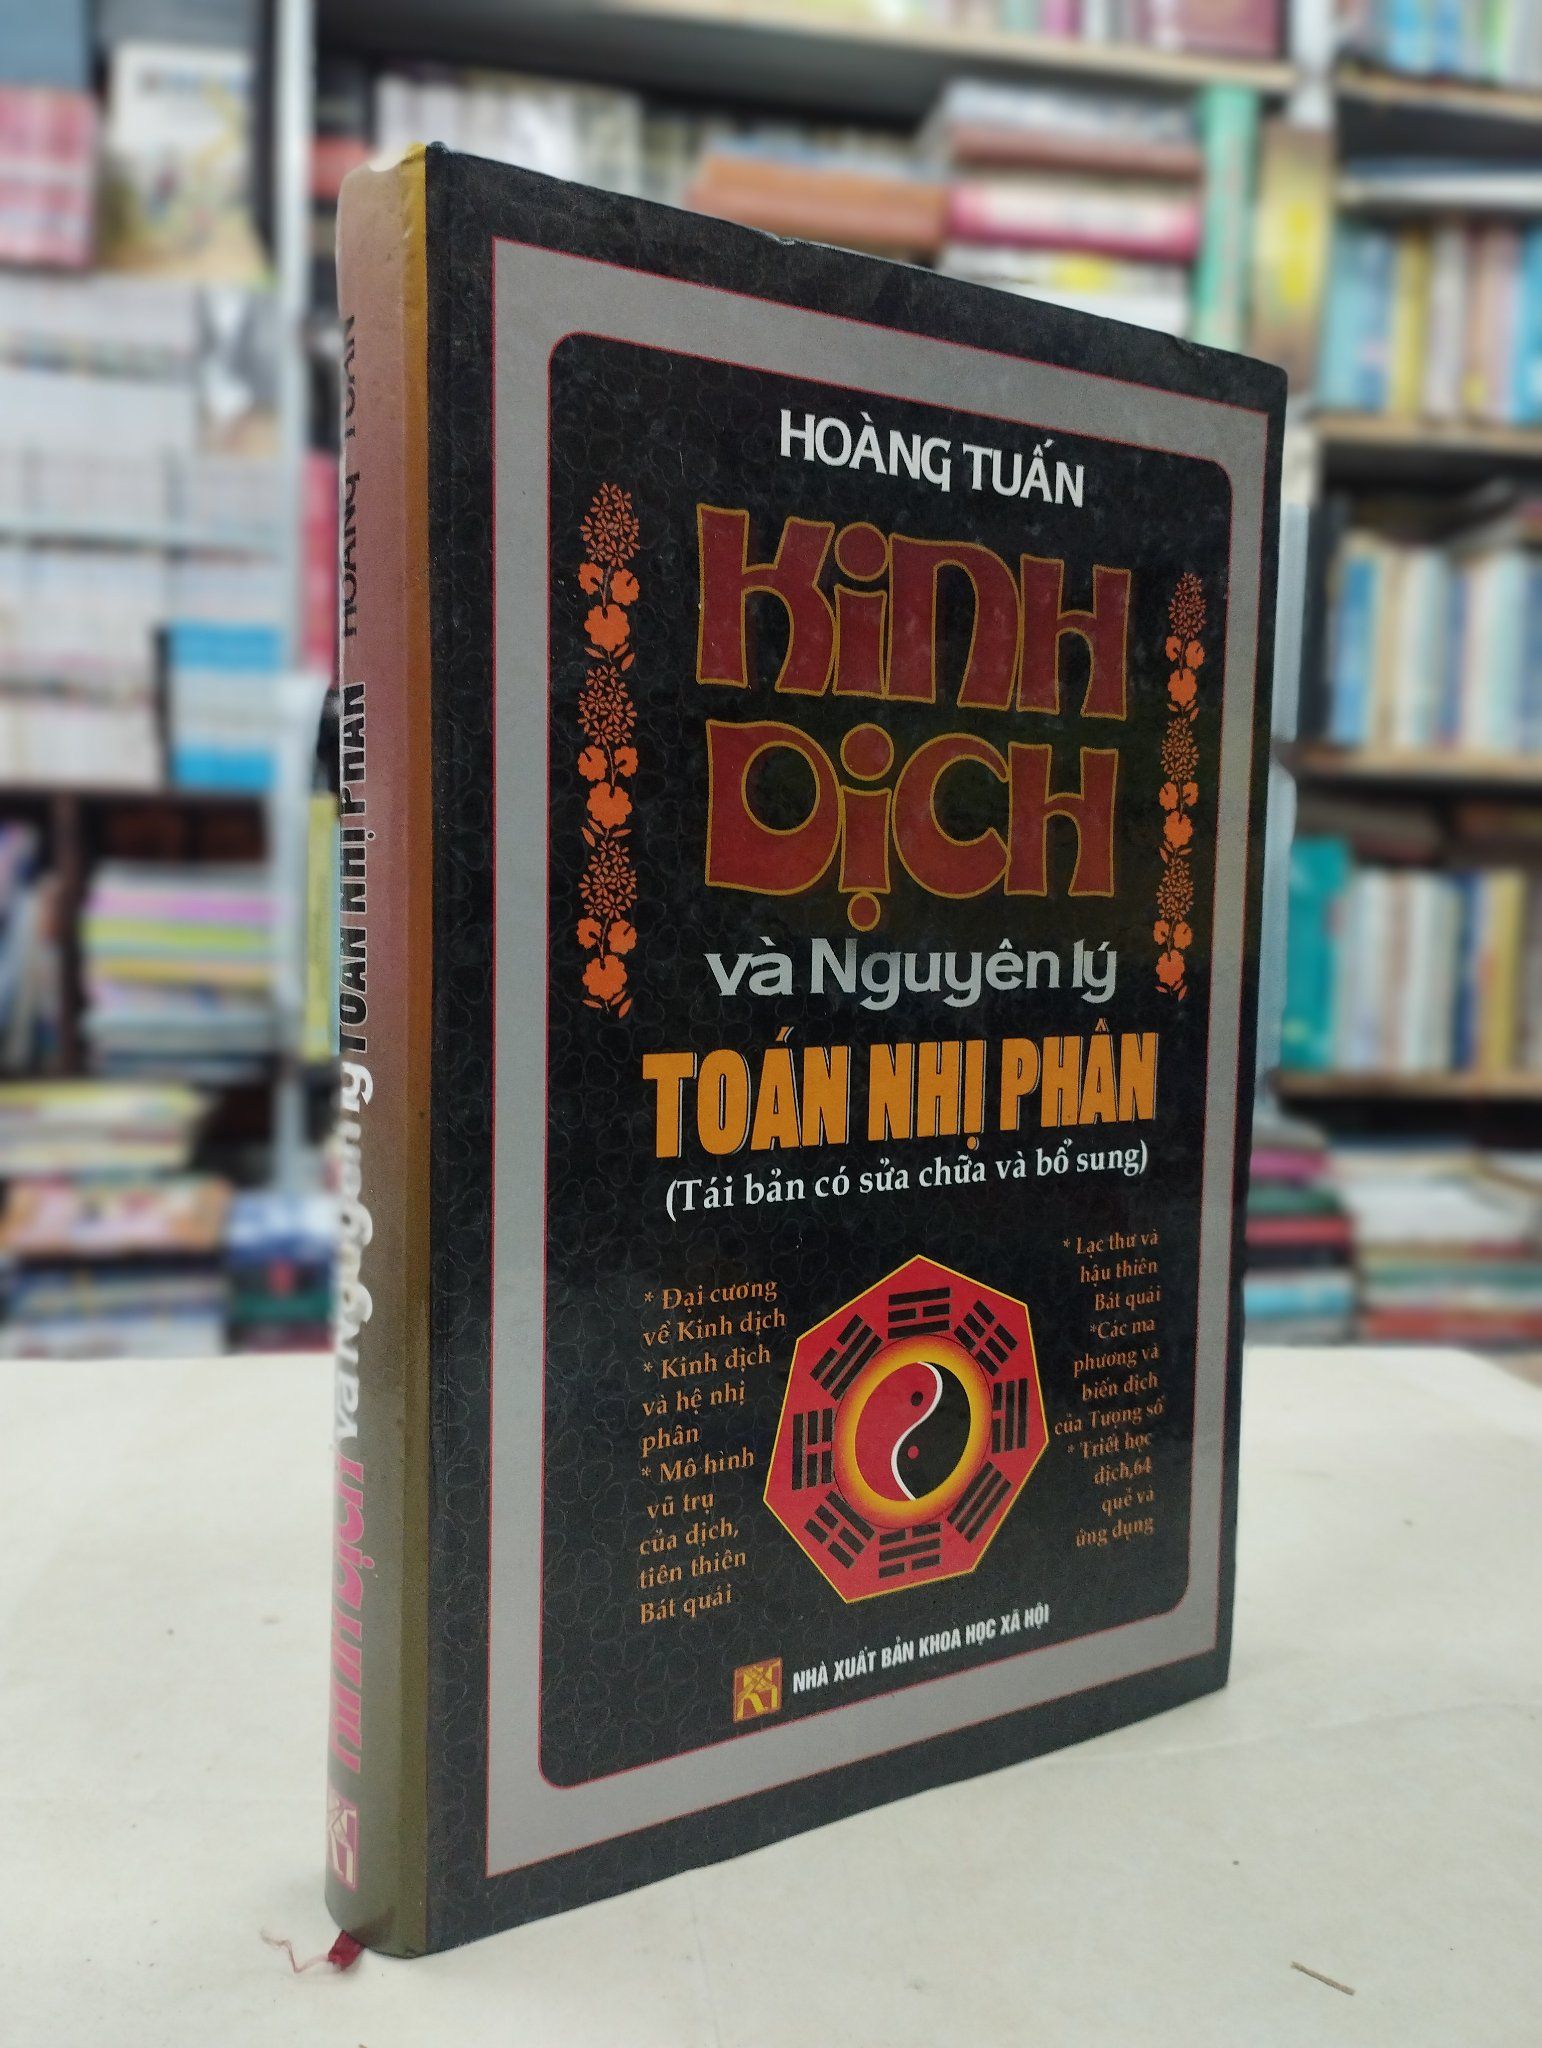 HOÀNG TUẤN
KINH
DỊCH
và Nguyên lý
TOÁN NHỊ PHÂN
(Tái bản có sửa chữa và bổ sung)
* Đại cương
về Kinh dịch
* Kinh dịch
và hệ nhị
phân
* Mô hình
vũ trụ
của dịch,
tiên thiên
Bát quái
* Lạc thư và
hậu thiên
Bát quái
*Các ma
phương và
biến dịch
của Tượng số
* Triết học
dịch,64
quẻ và
ứng dụng
NHÀ XUẤT BẢN KHOA HỌC XÃ HỘI
KINH DỊCH và Nguyên lý TOÁN NHỊ PHÂN HOÀNG TUẤN